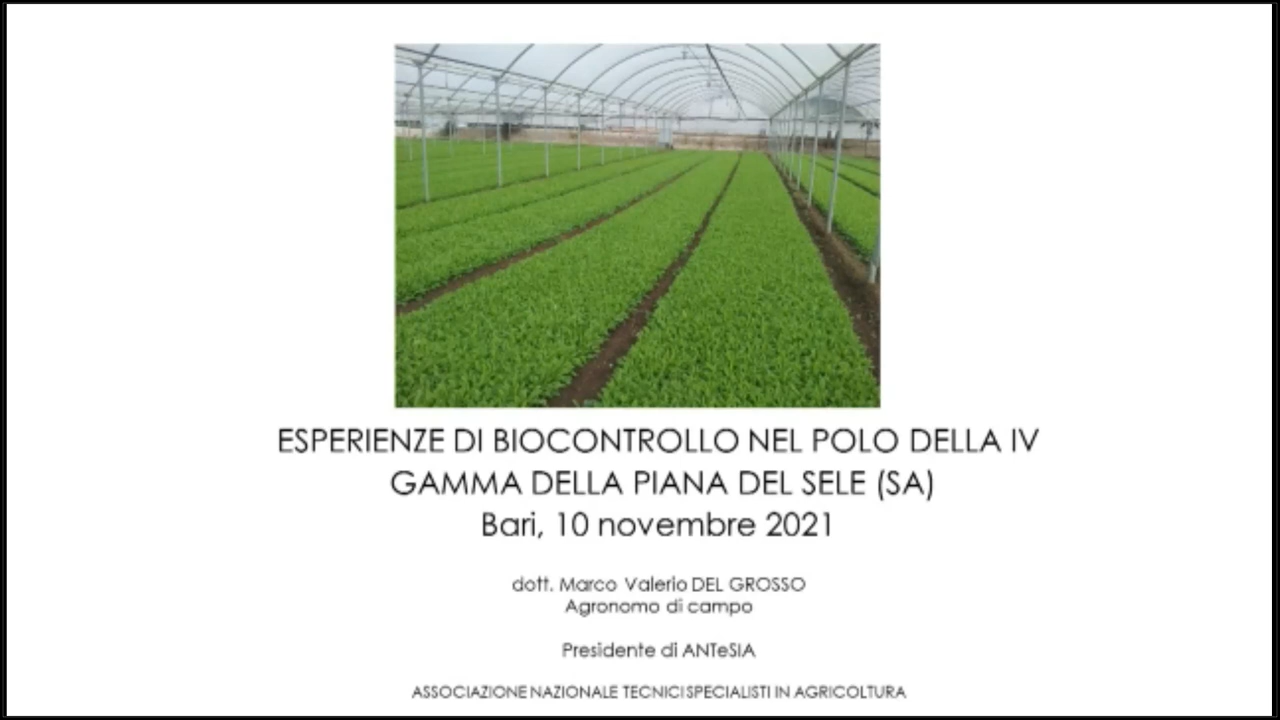 ESPERIENZE DI BIOCONTROLLO NEL POLO DELLA IV
GAMMA DELLA PIANA DEL SELE (SA)
Bari, 10 novembre 2021
dott. Marco Valerio DEL GROSSO
Agronomo di campo
Presidente di ANTeSIA
ASSOCIAZIONE NAZIONALE TECNICI SPECIALISTI IN AGRICOLTURA